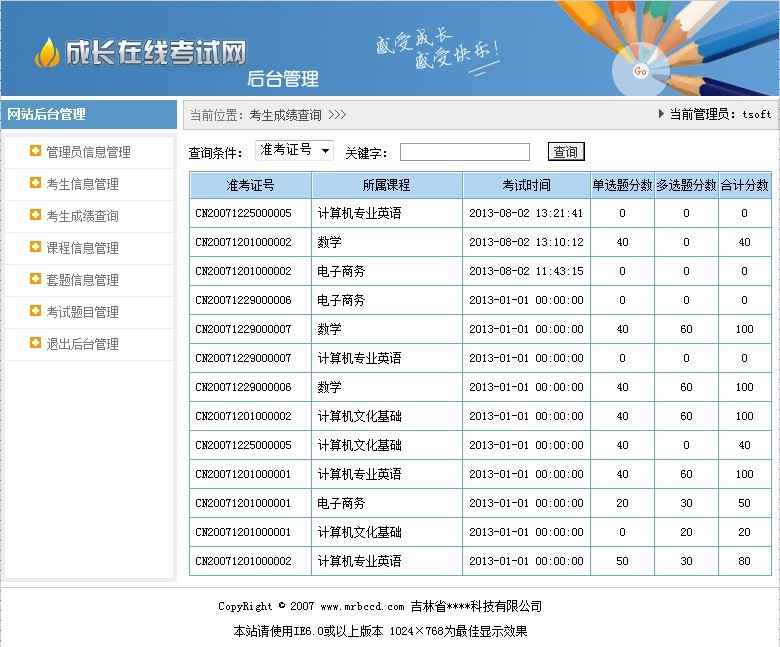 成长在线考试网
后台管理
感受成长
感受快乐!
Go
网站后台管理
当前位置: 考生成绩查询 >>>
当前管理员: tsoft
管理员信息管理
考生信息管理
考生成绩查询
课程信息管理
套题信息管理
考试题目管理
退出后台管理
查询条件: 准考证号 关键字: 查询
准考证号 所属课程 考试时间 单选题分数 多选题分数 合计分数
CN20071225000005 计算机专业英语 2013-08-02 13:21:41 0 0 0
CN20071201000002 数学 2013-08-02 13:10:12 40 0 40
CN20071201000002 电子商务 2013-08-02 11:43:15 0 0 0
CN20071229000006 电子商务 2013-01-01 00:00:00 0 0 0
CN20071229000007 数学 2013-01-01 00:00:00 40 60 100
CN20071229000007 计算机专业英语 2013-01-01 00:00:00 0 0 0
CN20071229000006 数学 2013-01-01 00:00:00 40 60 100
CN20071201000002 计算机文化基础 2013-01-01 00:00:00 40 60 100
CN20071225000005 计算机文化基础 2013-01-01 00:00:00 40 0 40
CN20071201000001 计算机专业英语 2013-01-01 00:00:00 40 60 100
CN20071201000001 电子商务 2013-01-01 00:00:00 20 30 50
CN20071201000001 计算机文化基础 2013-01-01 00:00:00 0 20 20
CN20071201000002 计算机专业英语 2013-01-01 00:00:00 50 30 80
CopyRight © 2007 www.mrbccd.com 吉林省****科技有限公司
本站请使用IE6.0或以上版本 1024×768为最佳显示效果